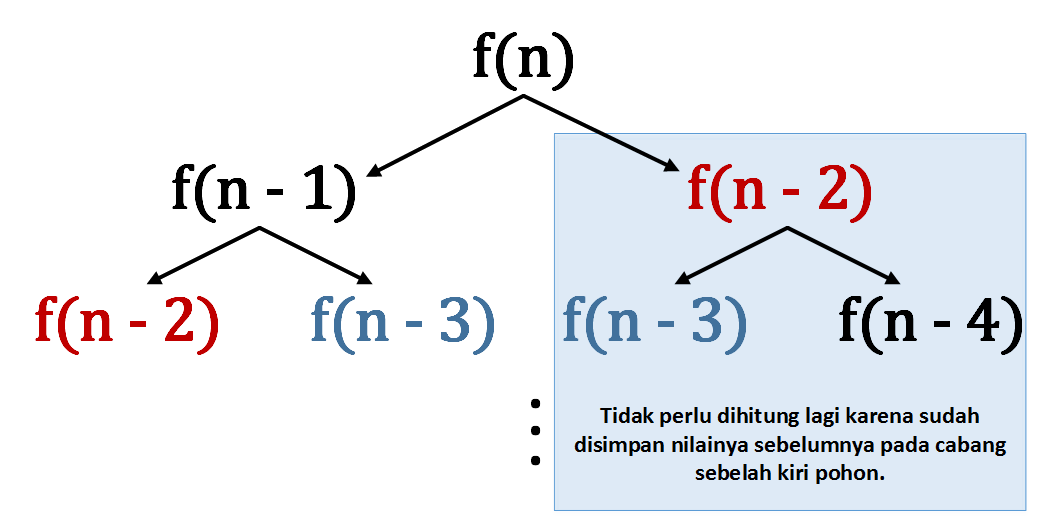 f(n)
f(n - 1)
f(n - 2)
f(n - 2)
f(n - 3)
f(n - 3)
f(n - 4)
Tidak perlu dihitung lagi karena sudah
disimpan nilainya sebelumnya pada cabang
sebelah kiri pohon.